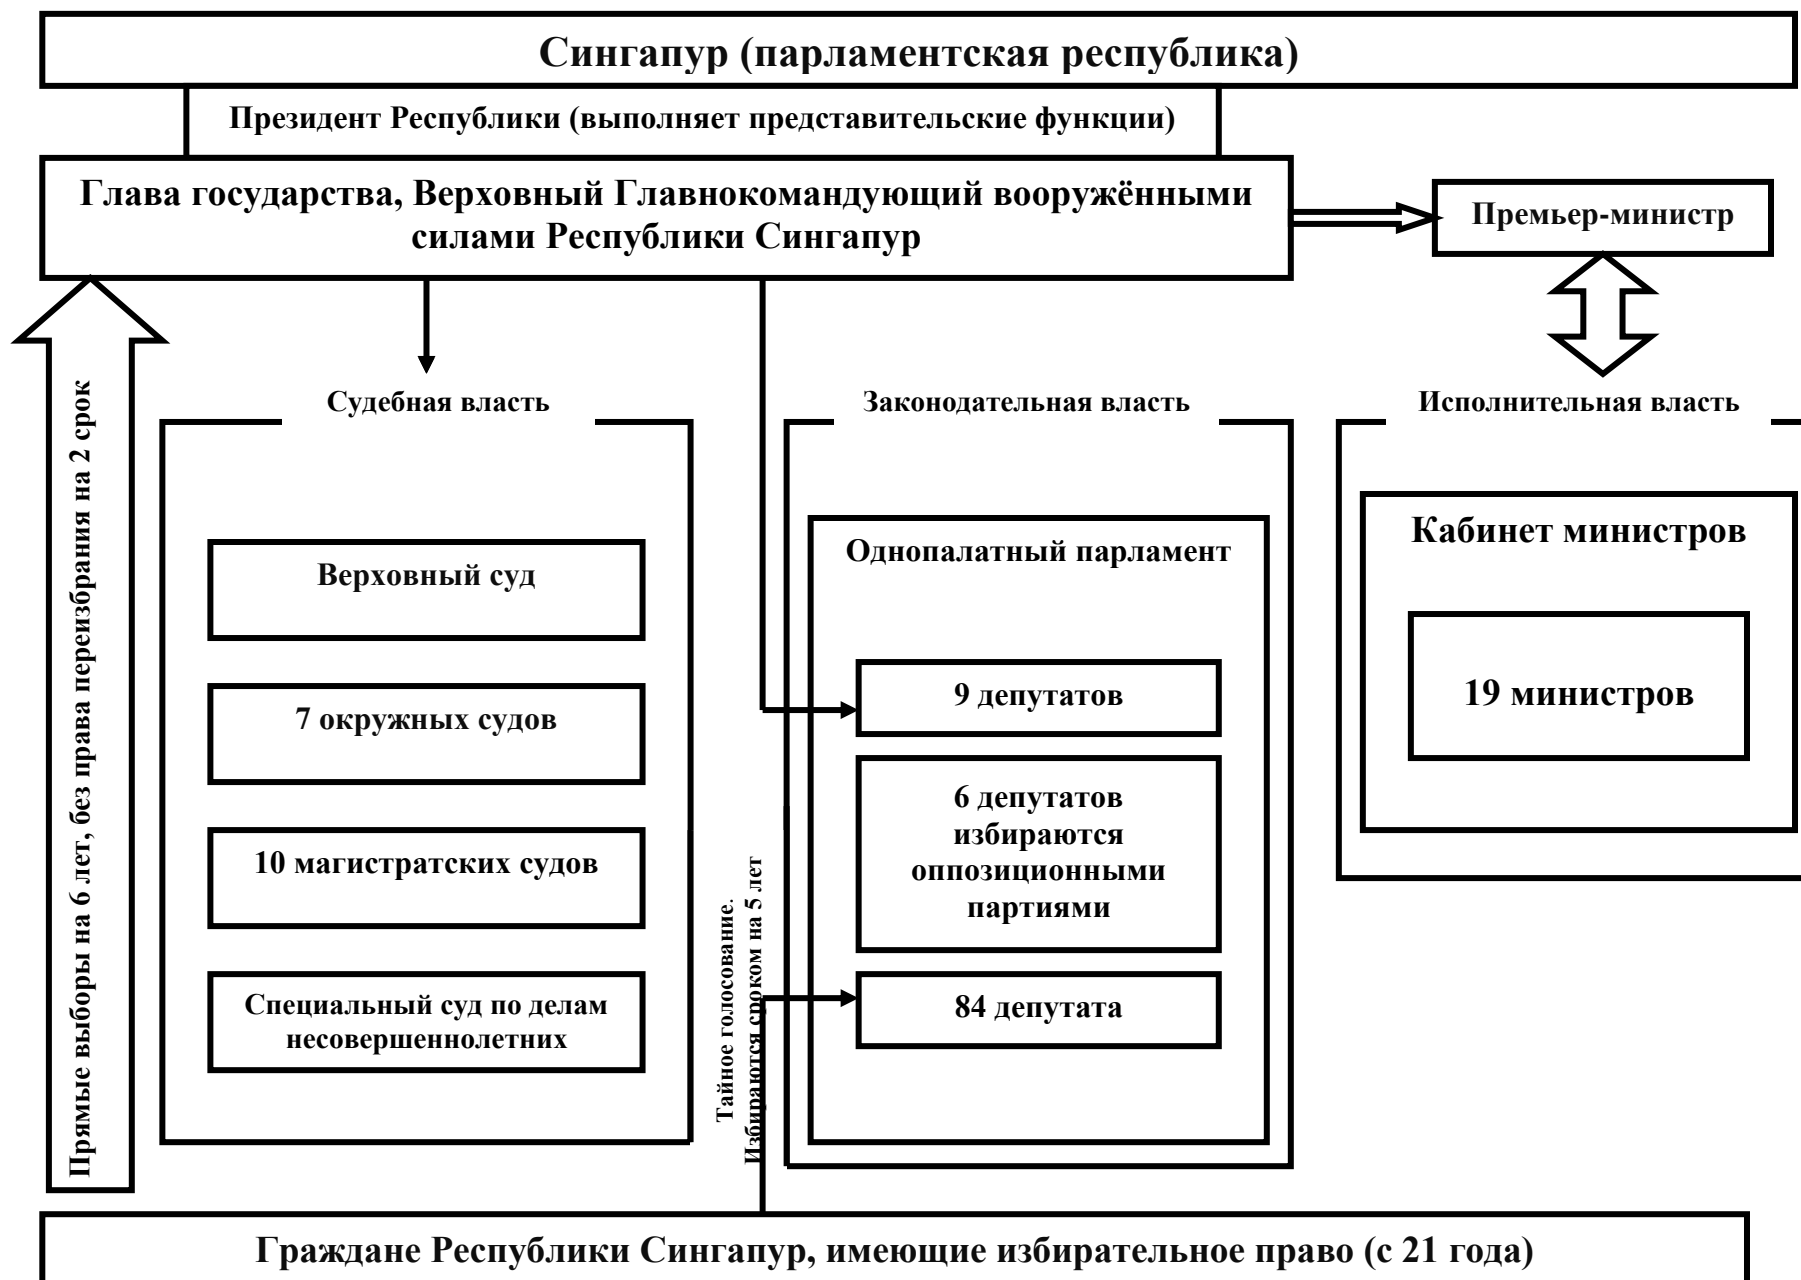 Сингапур (парламентская республика)
Президент Республики (выполняет представительские функции)
Глава государства, Верховный Главнокомандующий вооружёнными
силами Республики Сингапур
Премьер-министр
Прямые выборы на 6 лет, без права переизбрания на 2 срок
Судебная власть
Верховный суд
7 окружных судов
10 магистратских судов
Специальный суд по делам
несовершеннолетних
Тайное голосование.
Избираются сроком на 5 лет
Законодательная власть
Однопалатный парламент
9 депутатов
6 депутатов
избираются
оппозиционными
партиями
84 депутата
Исполнительная власть
Кабинет министров
19 министров
Граждане Республики Сингапур, имеющие избирательное право (с 21 года)